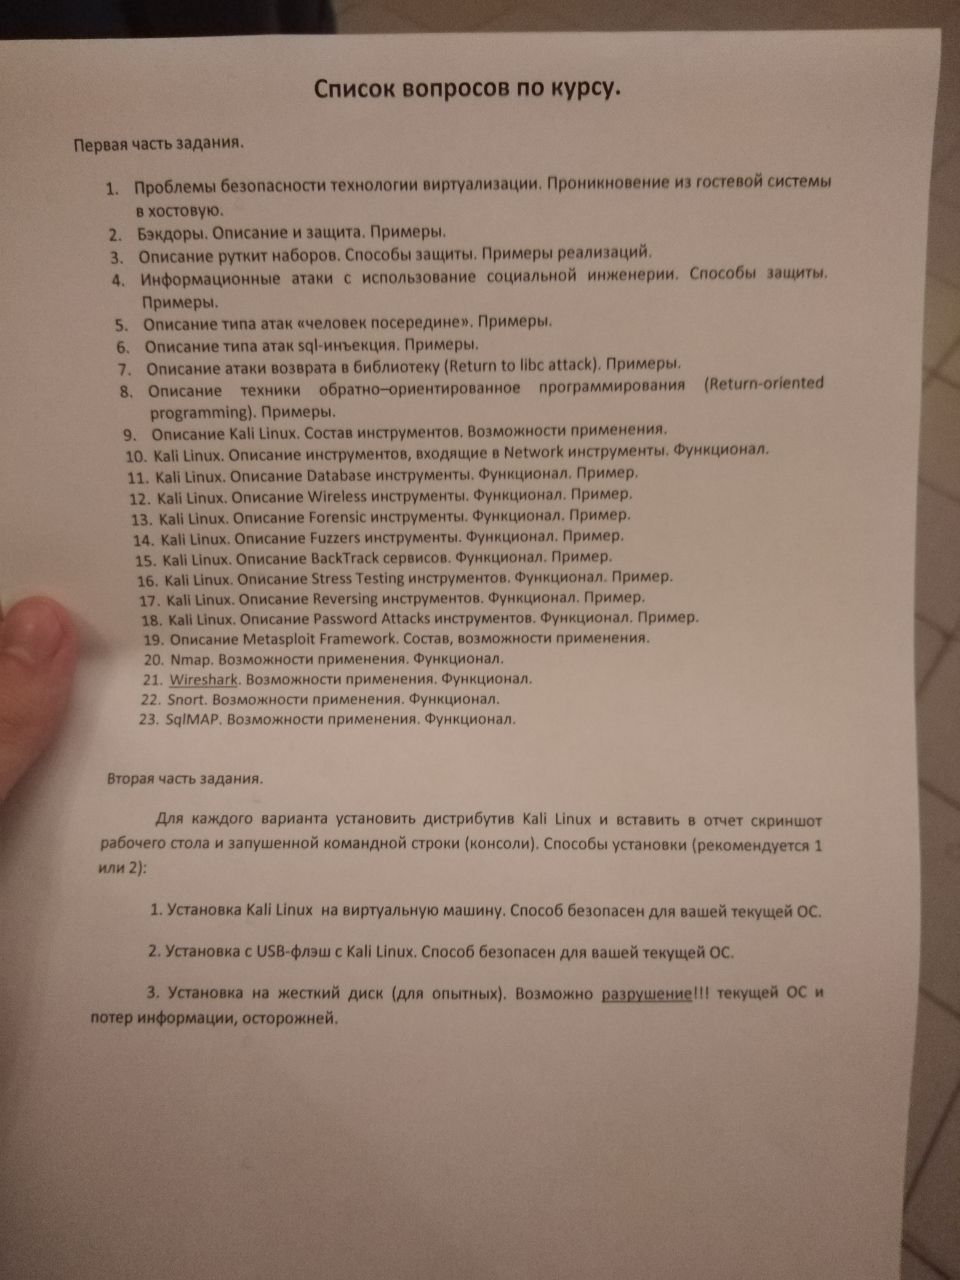 Список вопросов по курсу.
Первая часть задания.
1. Проблемы безопасности технологии виртуализации. Проникновение из гостевой системы
в хостовую.
2. Бэкдоры. Описание и защита. Примеры.
3. Описание руткит наборов. Способы защиты. Примеры реализаций.
4. Информационные атаки с использование социальной инженерии. Способы защиты.
Примеры.
5. Описание типа атак «человек посередине». Примеры.
6. Описание типа атак sql-инъекция. Примеры.
7. Описание атаки возврата в библиотеку (Return to libc attack). Примеры.
8. Описание техники обратно–ориентированное программирования (Return-oriented
programming). Примеры.
9. Описание Kali Linux. Состав инструментов. Возможности применения.
10. Kali Linux. Описание инструментов, входящие в Network инструменты. Функционал.
11. Kali Linux. Описание Database инструменты. Функционал. Пример.
12. Kali Linux. Описание Wireless инструменты. Функционал. Пример.
13. Kali Linux. Описание Forensic инструменты. Функционал. Пример.
14. Kali Linux. Описание Fuzzers инструменты. Функционал. Пример.
15. Kali Linux. Описание BackTrack сервисов. Функционал. Пример.
16. Kali Linux. Описание Stress Testing инструментов. Функционал. Пример.
17. Kali Linux. Описание Reversing инструментов. Функционал. Пример.
18. Kali Linux. Описание Password Attacks инструментов. Функционал. Пример.
19. Описание Metasploit Framework. Состав, возможности применения.
20. Nmap. Возможности применения. Функционал.
21. Wireshark. Возможности применения. Функционал.
22. Snort. Возможности применения. Функционал.
23. SqlMAP. Возможности применения. Функционал.
Вторая часть задания.
Для каждого варианта установить дистрибутив Kali Linux и вставить в отчет скриншот
рабочего стола и запушенной командной строки (консоли). Способы установки (рекомендуется 1
или 2):
1. Установка Kali Linux на виртуальную машину. Способ безопасен для вашей текущей ОС.
2. Установка с USB-флэш с Kali Linux. Способ безопасен для вашей текущей ОС.
3. Установка на жесткий диск (для опытных). Возможно разрушение!!! текущей ОС и
потер информации, осторожней.